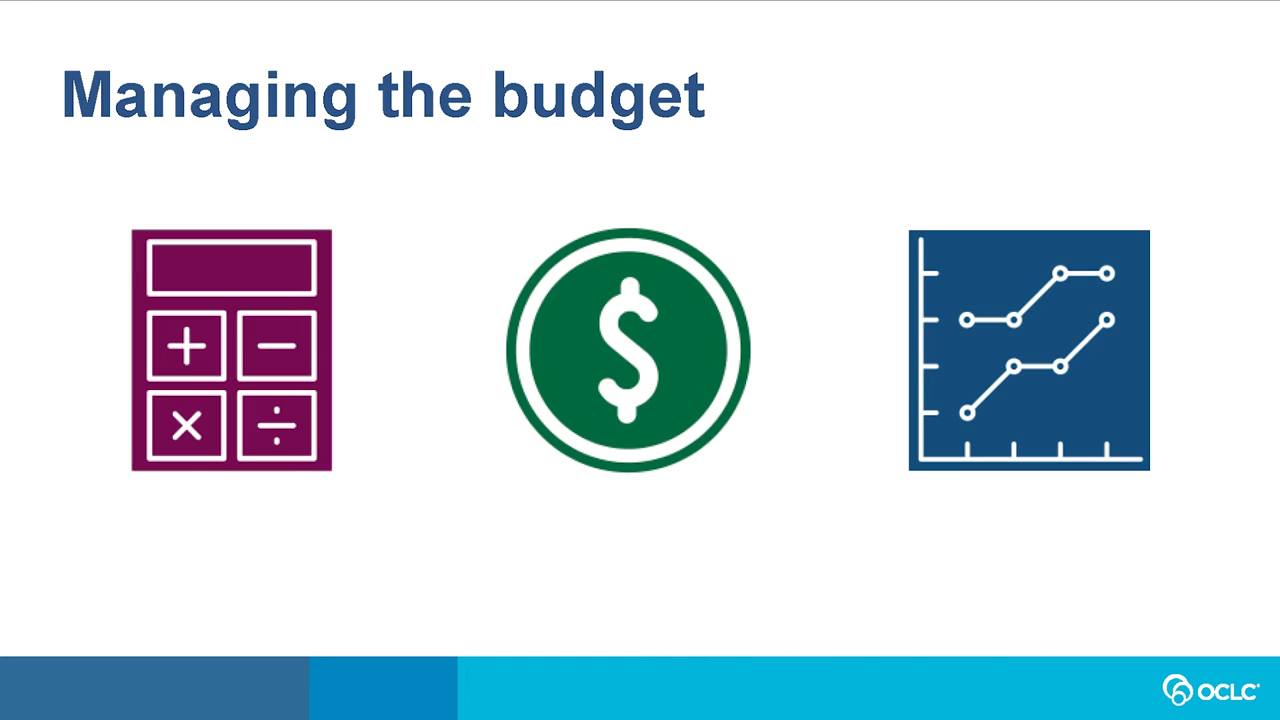 Managing the budget
+ −
× ÷
$
OCLC